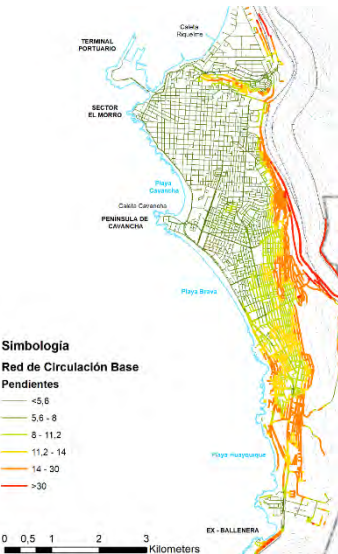 Caleta
Riquelme
TERMINAL
PORTUARIO
SECTOR
EL MORRO
Playa
Cavancha
Caleta Cavancha
PENÍNSULA DE
CAVANCHA
Playa Brava
Simbología
Red de Circulación Base
Pendientes
<5,6
5,6 - 8
8 - 11,2
11,2 - 14
14 - 30
>30
Playa Huayquique
EX - BALLENERA
0 0,5 1 2 3
Kilometers